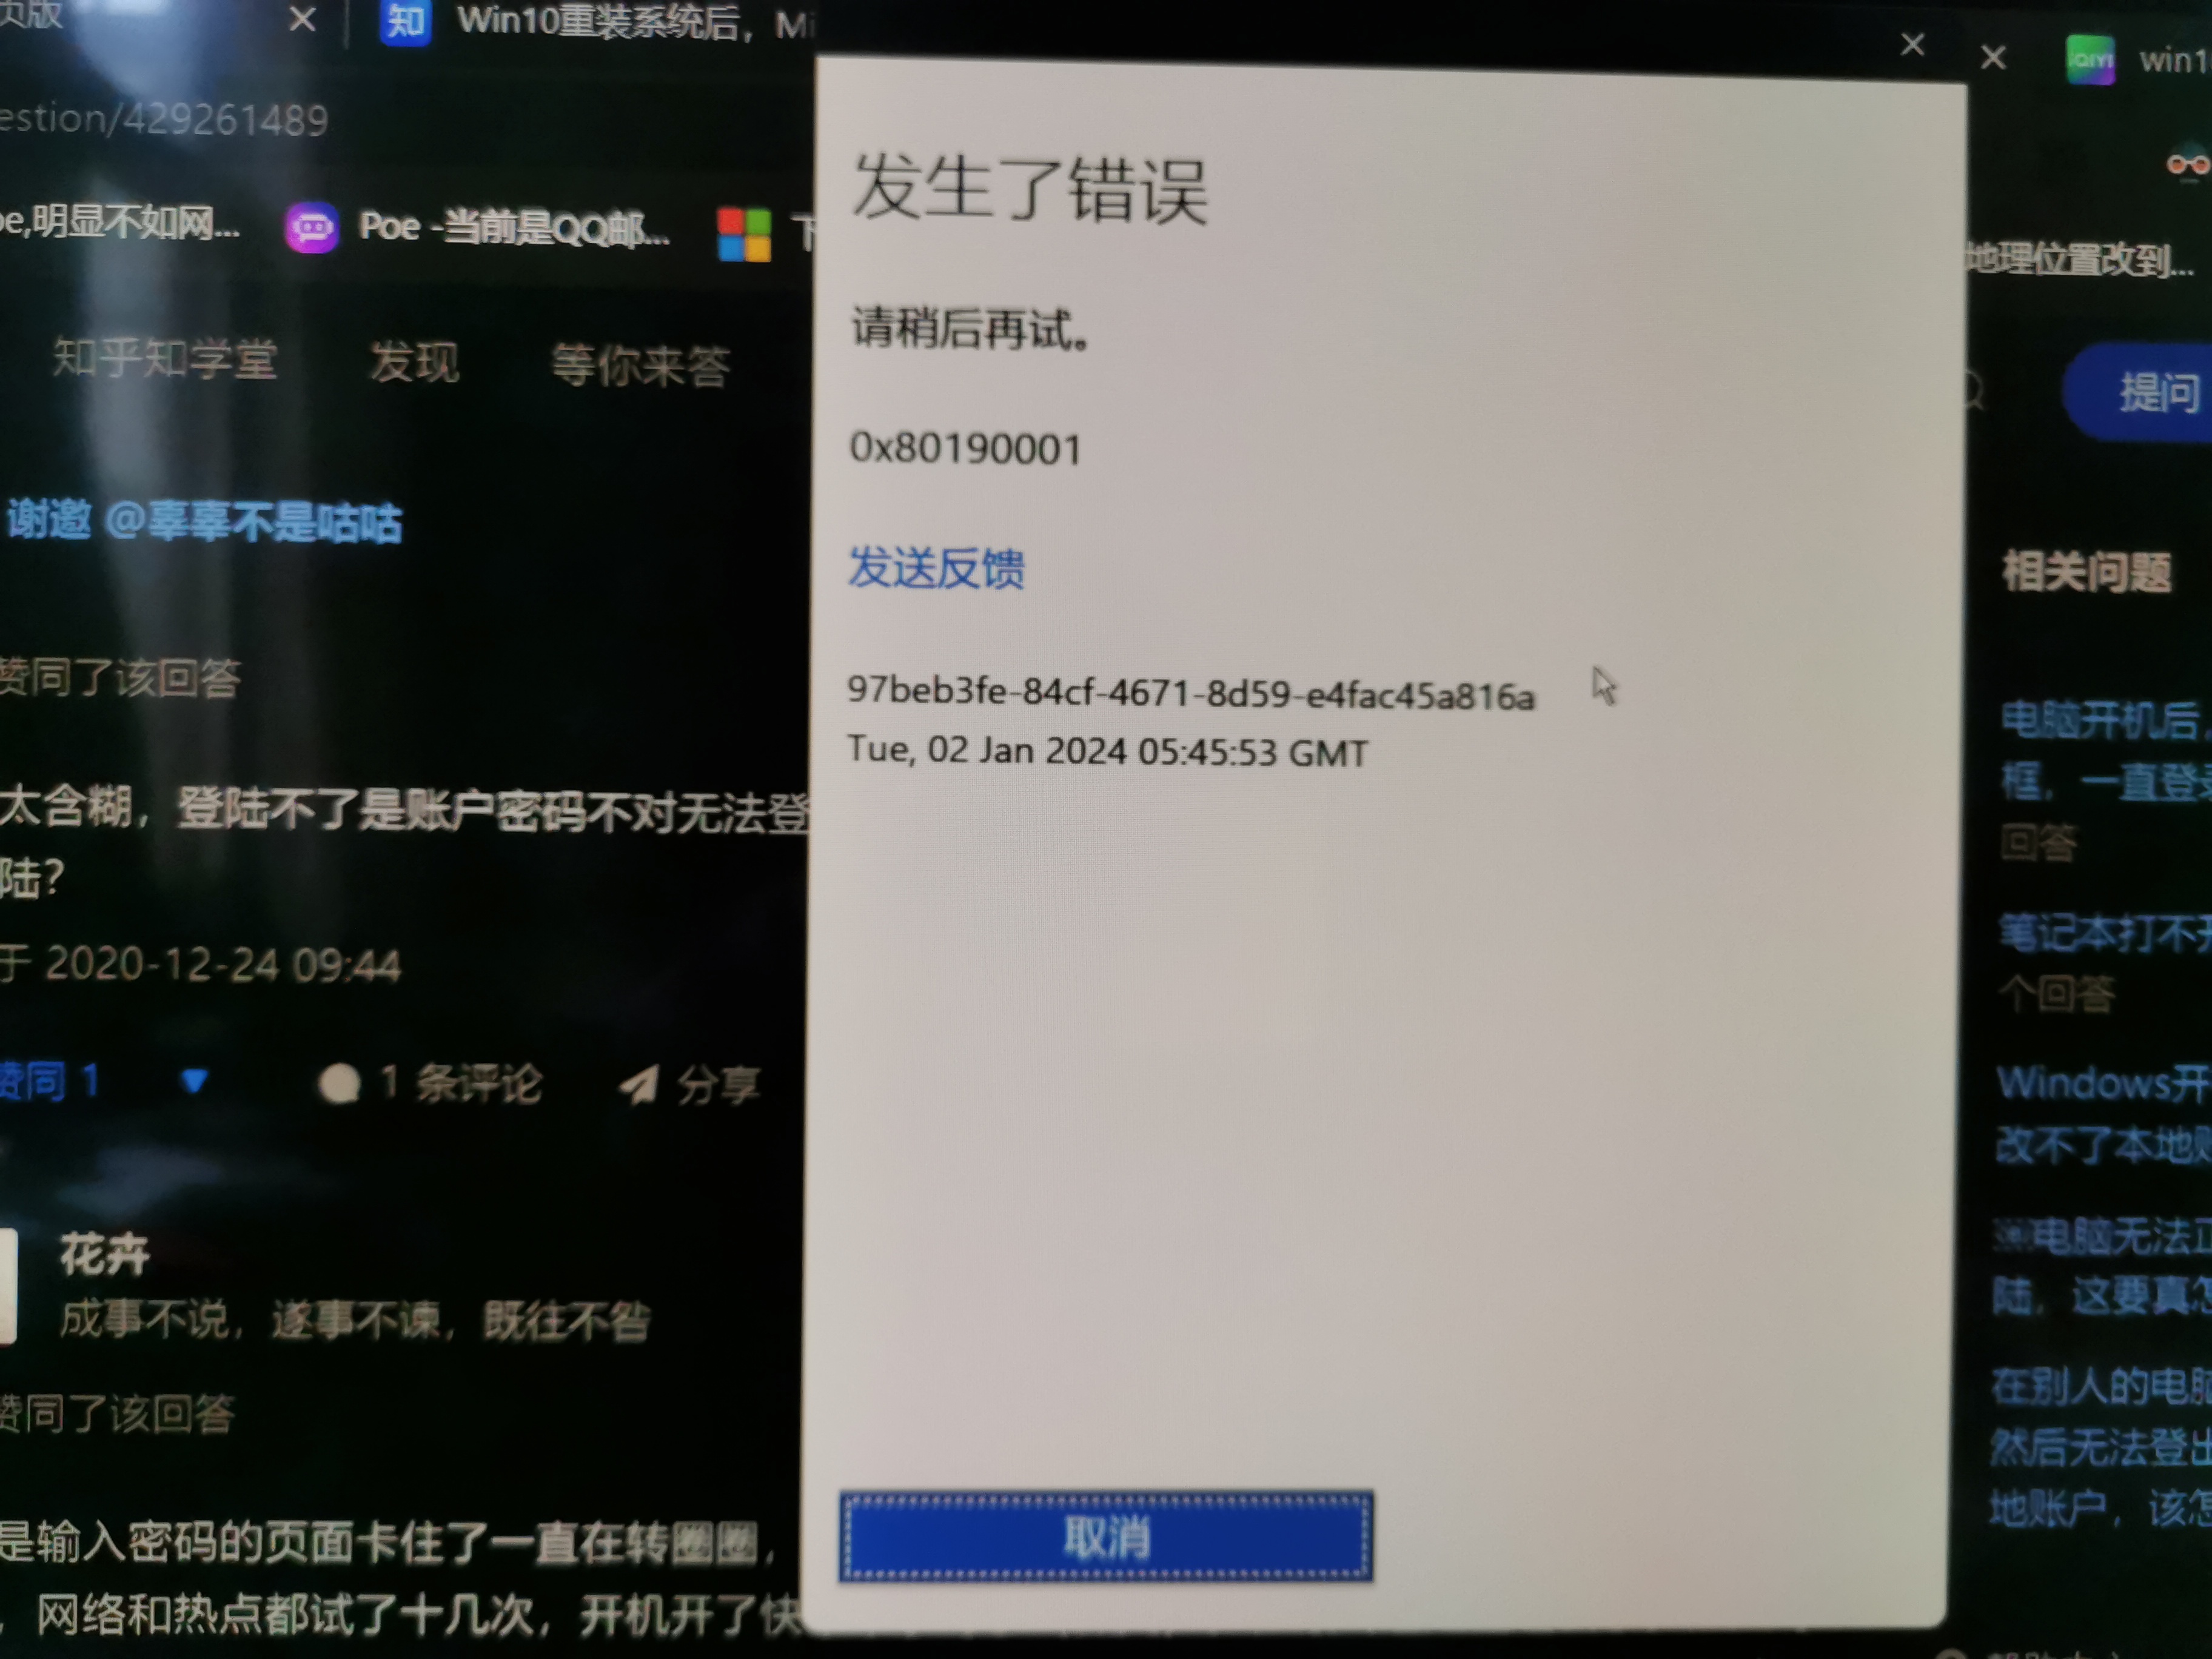 页版
知 Win10重装系统后，Mi
estion/429261489
oe,明显不如网...
Poe -当前是QQ邮...
下
iQIYI win1
地理位置改到...
知乎知学堂 发现 等你来答
提问
谢邀 @辜辜不是咕咕
赞同了该回答
太含糊，登陆不了是账户密码不对无法登
陆？
于 2020-12-24 09:44
赞同 1
1 条评论
分享
花卉
成事不说，遂事不谏，既往不咎
赞同了该回答
是输入密码的页面卡住了一直在转圈圈，
，网络和热点都试了十几次，开机开了快
发生了错误
请稍后再试。
0x80190001
发送反馈
97beb3fe-84cf-4671-8d59-e4fac45a816a
Tue, 02 Jan 2024 05:45:53 GMT
取消
相关问题
电脑开机后，
框，一直登录
回答
笔记本打不开
个回答
Windows开
改不了本地账
电脑无法正
陆，这要真怎
在别人的电脑
然后无法登出
地账户，该怎